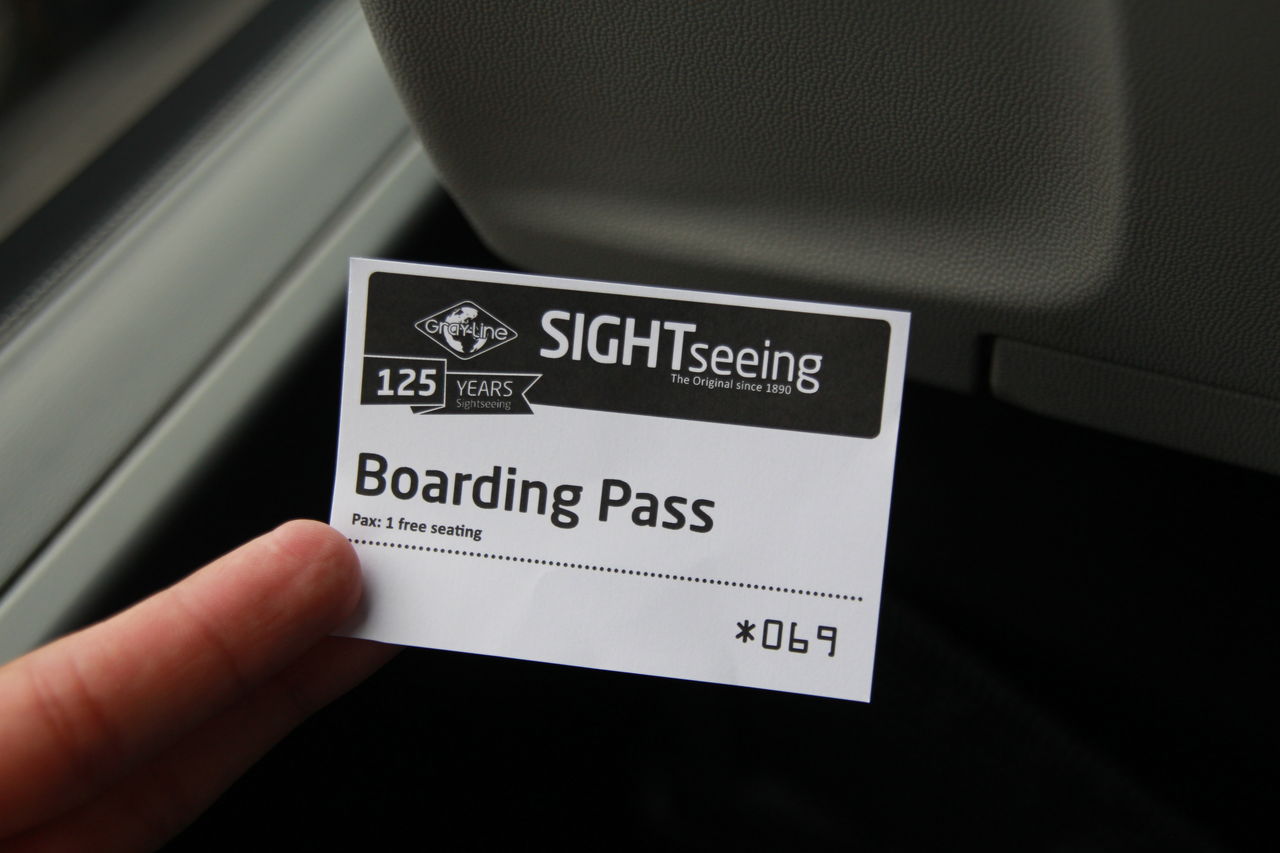 Gray Line
SIGHTseeing
The Original since 1890
125 YEARS
Sightseeing
Boarding Pass
Pax: 1 free seating
*069